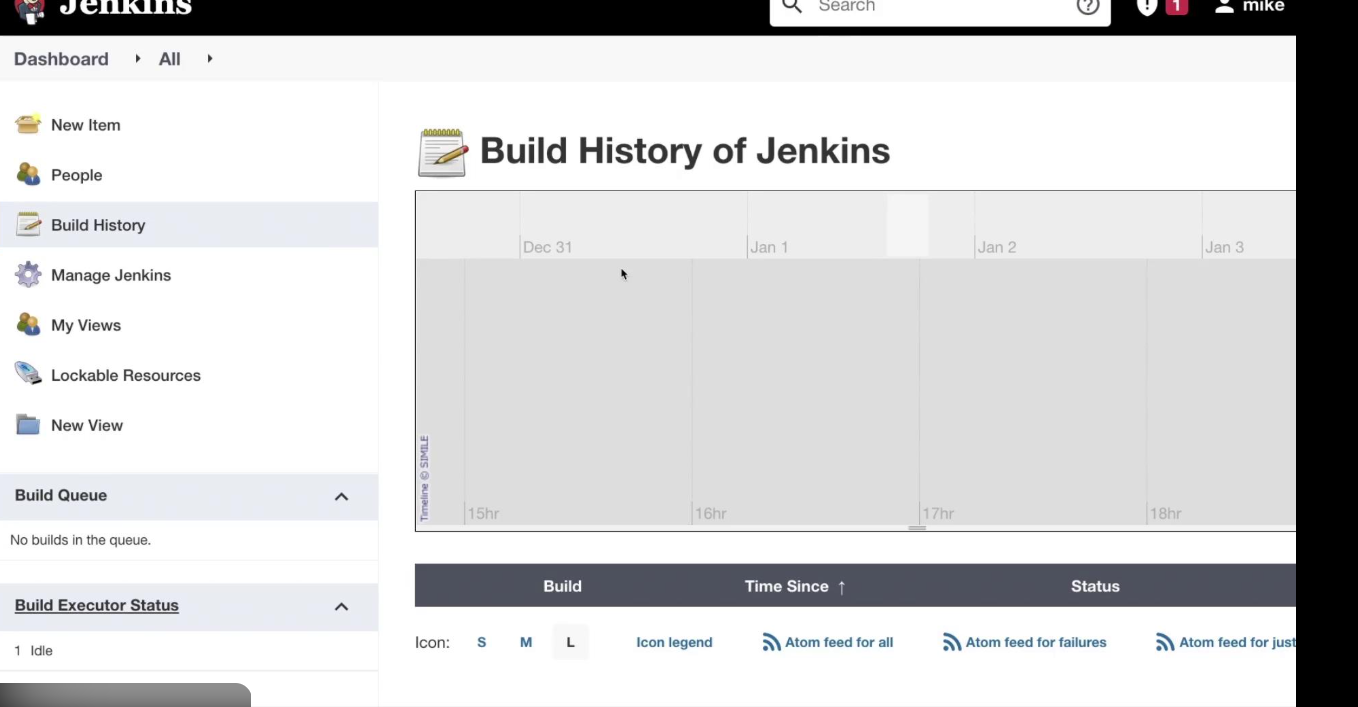 Jenkins
Search
1
mike
Dashboard
All
New Item
People
Build History
Manage Jenkins
My Views
Lockable Resources
New View
Build Queue
No builds in the queue.
Build Executor Status
1 Idle
Build History of Jenkins
Dec 31
Jan 1
Jan 2
Jan 3
Timeline © SIMILE
15hr
16hr
17hr
18hr
Build
Time Since ↑
Status
Icon:
S
M
L
Icon legend
Atom feed for all
Atom feed for failures
Atom feed for just